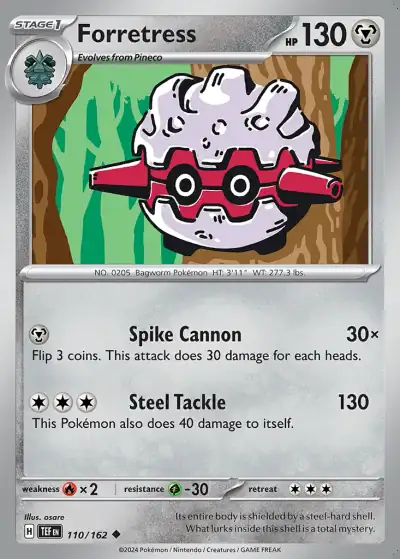 STAGE 1
Forretress
HP 130
Evolves from Pineco
NO. 0205 Bagworm Pokémon HT: 3'11" WT: 277.3 lbs.
Spike Cannon 30×
Flip 3 coins. This attack does 30 damage for each heads.
Steel Tackle 130
This Pokémon also does 40 damage to itself.
weakness ×2 resistance -30 retreat
Illus. osare
H TEF EN 110/162
Its entire body is shielded by a steel-hard shell.
What lurks inside this shell is a total mystery.
©2024 Pokémon / Nintendo / Creatures / GAME FREAK